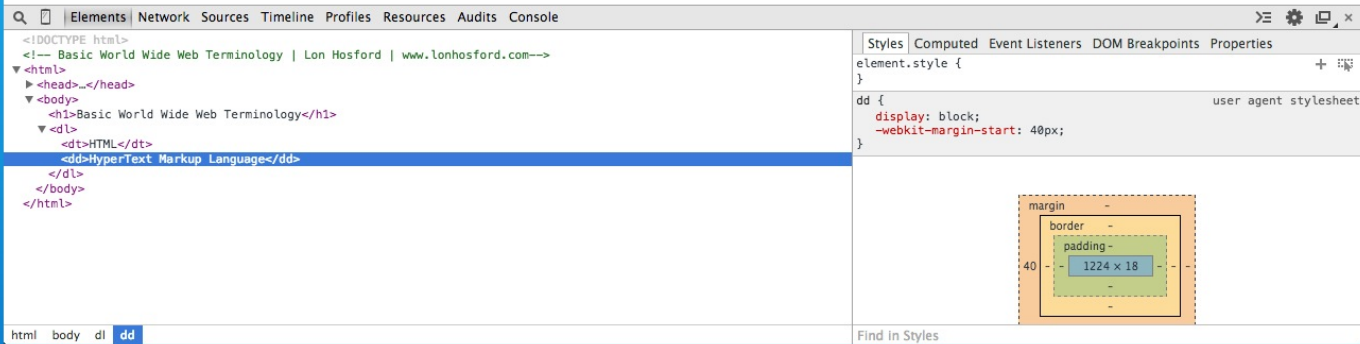 Elements Network Sources Timeline Profiles Resources Audits Console
<!DOCTYPE html>
<!-- Basic World Wide Web Terminology | Lon Hosford | www.lonhosford.com-->
<html>
<head>…</head>
<body>
<h1>Basic World Wide Web Terminology</h1>
<dl>
<dt>HTML</dt>
<dd>HyperText Markup Language</dd>
</dl>
</body>
</html>
html body dl dd
Styles Computed Event Listeners DOM Breakpoints Properties
element.style {
}
dd { user agent stylesheet
display: block;
-webkit-margin-start: 40px;
}
margin -
border -
padding -
40 - - 1224 × 18 - - -
-
-
Find in Styles